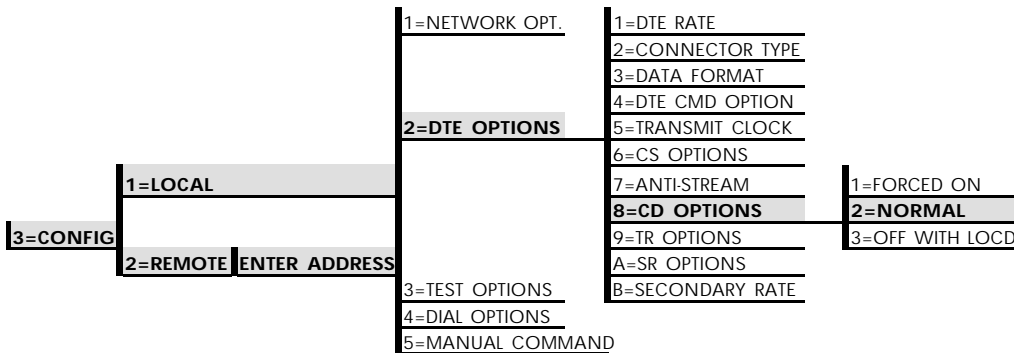 3=CONFIG
1=LOCAL
2=REMOTE
ENTER ADDRESS
1=NETWORK OPT.
2=DTE OPTIONS
3=TEST OPTIONS
4=DIAL OPTIONS
5=MANUAL COMMAND
1=DTE RATE
2=CONNECTOR TYPE
3=DATA FORMAT
4=DTE CMD OPTION
5=TRANSMIT CLOCK
6=CS OPTIONS
7=ANTI-STREAM
8=CD OPTIONS
9=TR OPTIONS
A=SR OPTIONS
B=SECONDARY RATE
1=FORCED ON
2=NORMAL
3=OFF WITH LOCD